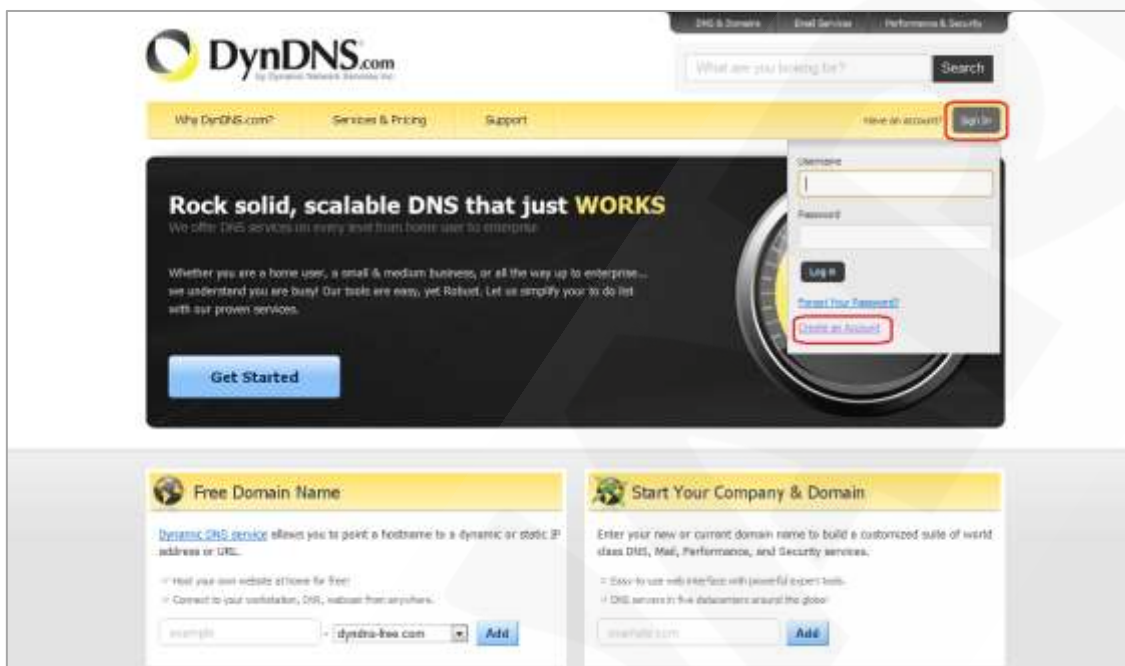 DNS & Domains Email Services Performance & Security
DynDNS.com
by Dynamic Network Services Inc.
What are you looking for? Search
Why DynDNS.com? Services & Pricing Support Have an account? Sign In
Username
Password
Log in
Forgot Your Password?
Create an Account
Rock solid, scalable DNS that just WORKS
We offer DNS services on every level from home user to enterprise
Whether you are a home user, a small & medium business, or all the way up to enterprise...
we understand you are busy! Our tools are easy, yet Robust. Let us simplify your to do list
with our proven services.
Get Started
Free Domain Name
Dynamic DNS service allows you to point a hostname to a dynamic or static IP
address or URL.
Host your own website at home for free!
Connect to your workstation, DVR, webcam from anywhere.
example dyndns-free.com Add
Start Your Company & Domain
Enter your new or current domain name to build a customized suite of world
class DNS, Mail, Performance, and Security services.
Easy-to-use web interface with powerful expert tools.
DNS servers in five datacenters around the globe!
example.com Add